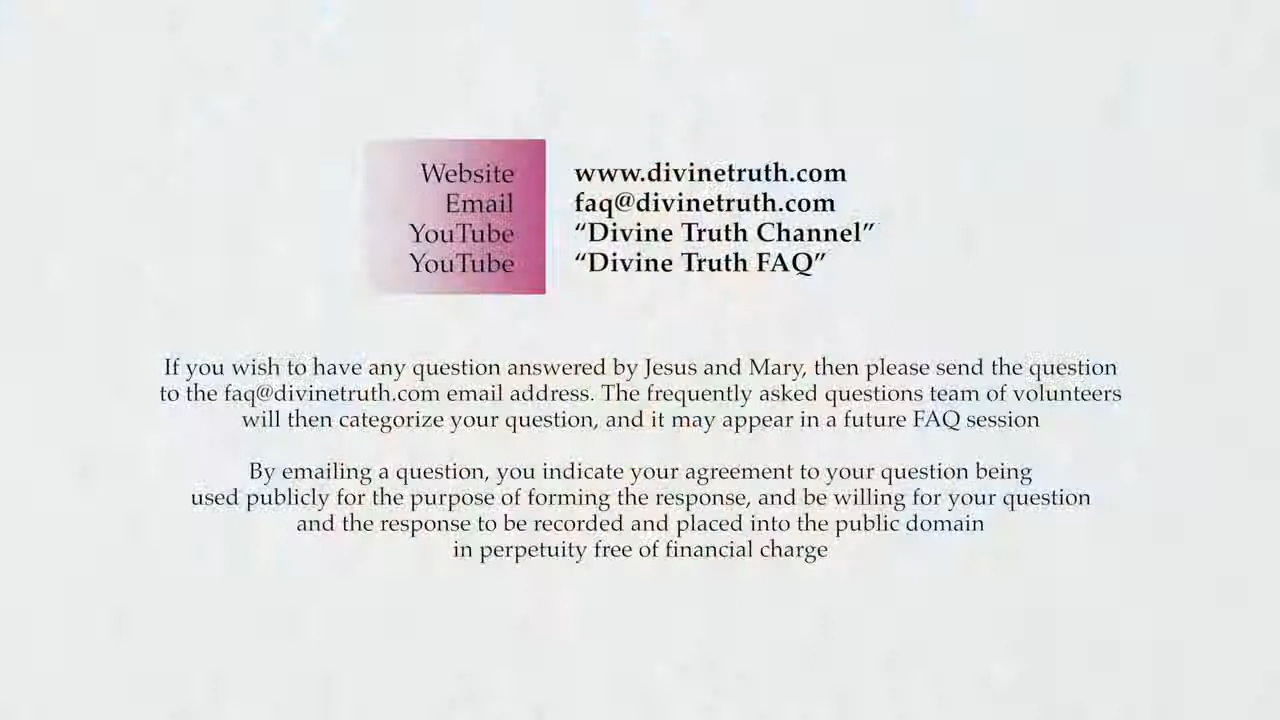 Website www.divinetruth.com
Email faq@divinetruth.com
YouTube “Divine Truth Channel”
YouTube “Divine Truth FAQ”
If you wish to have any question answered by Jesus and Mary, then please send the question
to the faq@divinetruth.com email address. The frequently asked questions team of volunteers
will then categorize your question, and it may appear in a future FAQ session
By emailing a question, you indicate your agreement to your question being
used publicly for the purpose of forming the response, and be willing for your question
and the response to be recorded and placed into the public domain
in perpetuity free of financial charge